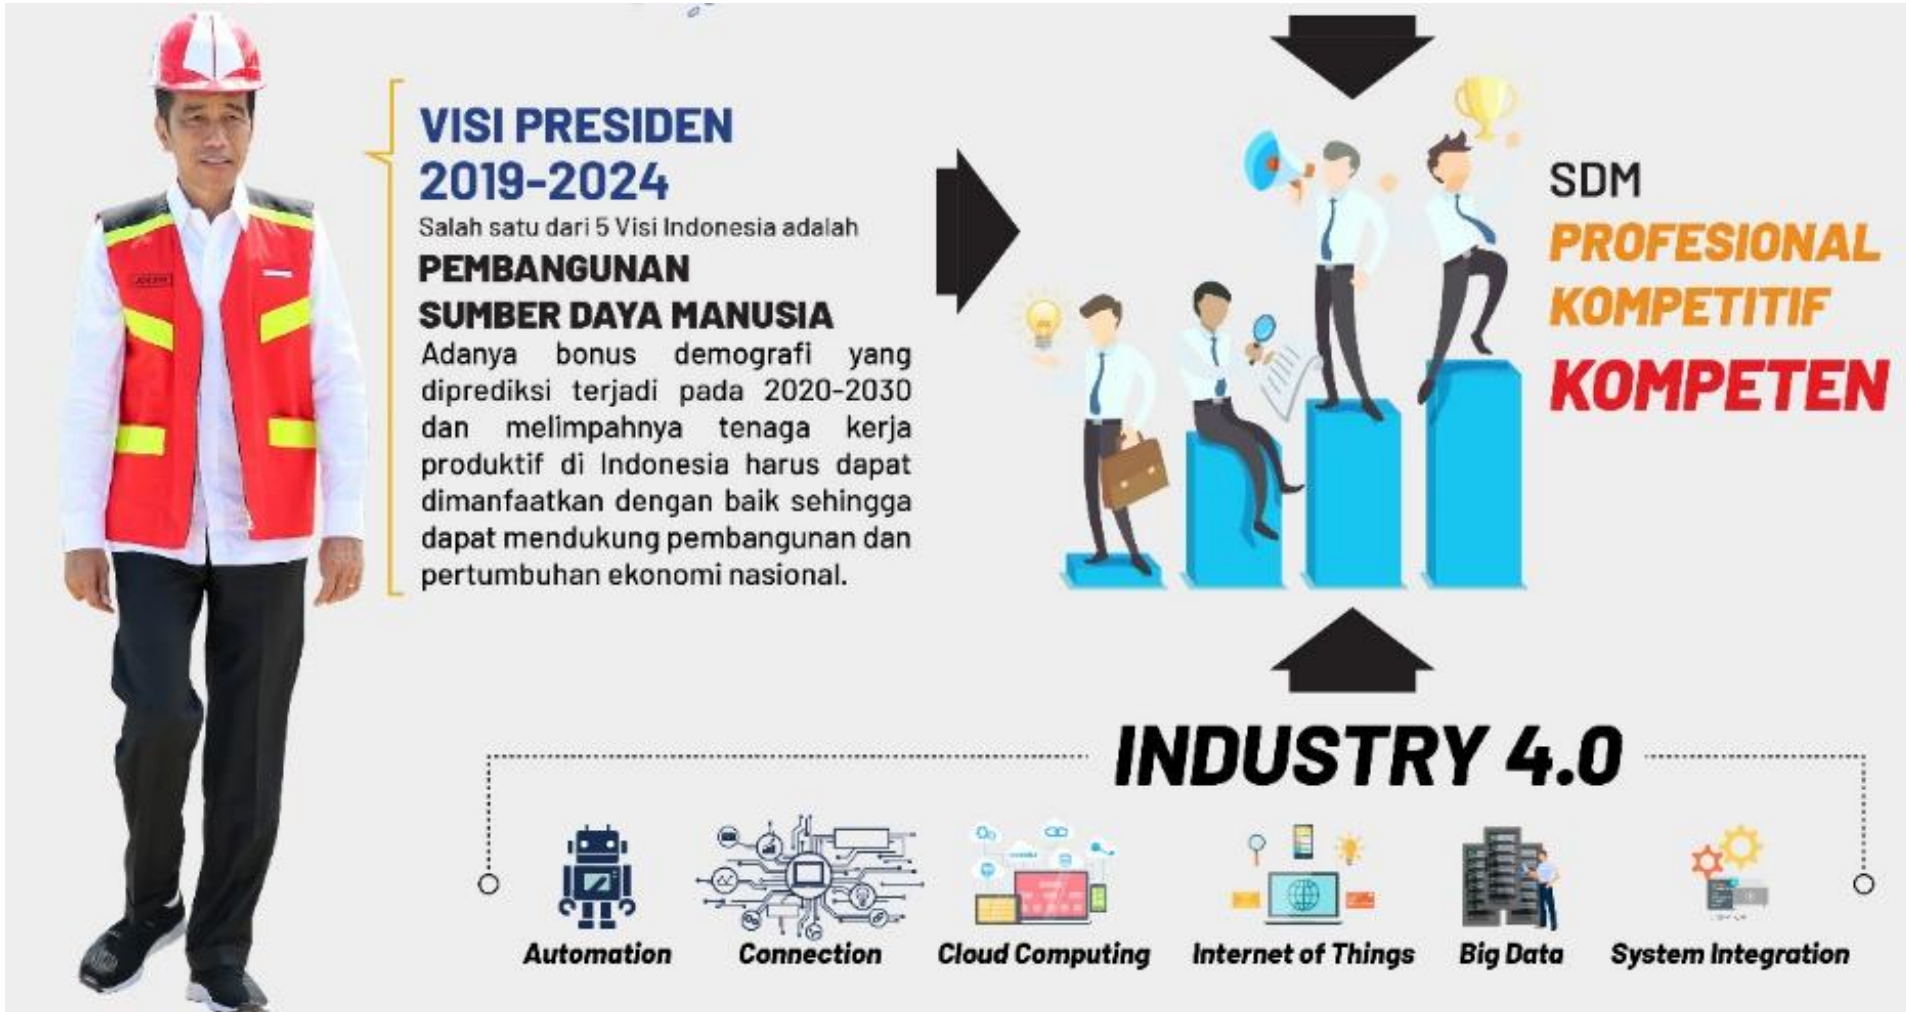 VISI PRESIDEN
2019-2024
Salah satu dari 5 Visi Indonesia adalah
PEMBANGUNAN
SUMBER DAYA MANUSIA
Adanya bonus demografi yang
diprediksi terjadi pada 2020-2030
dan melimpahnya tenaga kerja
produktif di Indonesia harus dapat
dimanfaatkan dengan baik sehingga
dapat mendukung pembangunan dan
pertumbuhan ekonomi nasional.
SDM
PROFESIONAL
KOMPETITIF
KOMPETEN
INDUSTRY 4.0
Automation
Connection
Cloud Computing
Internet of Things
Big Data
System Integration